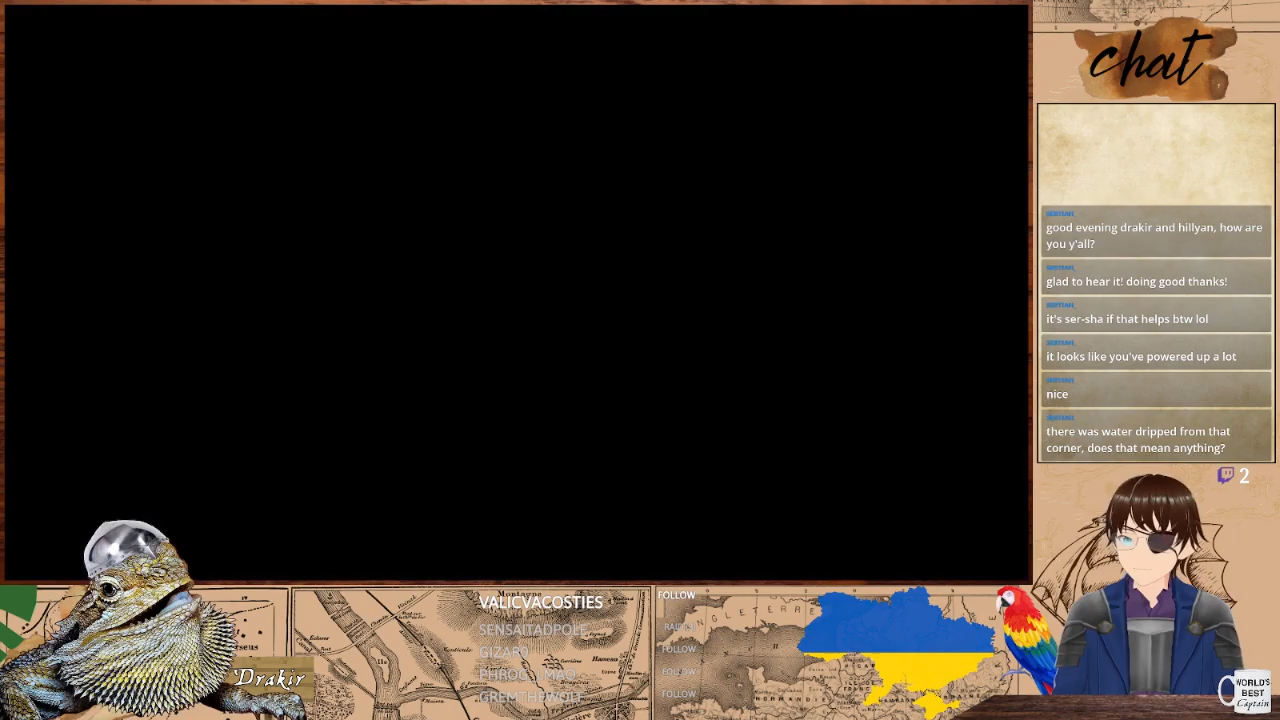 chat
good evening drakir and hillyan, how are
you y'all?
glad to hear it! doing good thanks!
it's ser-sha if that helps btw lol
it looks like you've powered up a lot
nice
there was water dripped from that
corner, does that mean anything?
2
VALICVACOSTIES
SENSAITADPOLE
GIZARO
GREMTHEWOLF
FOLLOW
FOLLOW
FOLLOW
FOLLOW
Drakir
WORLD'S
BEST
Captain